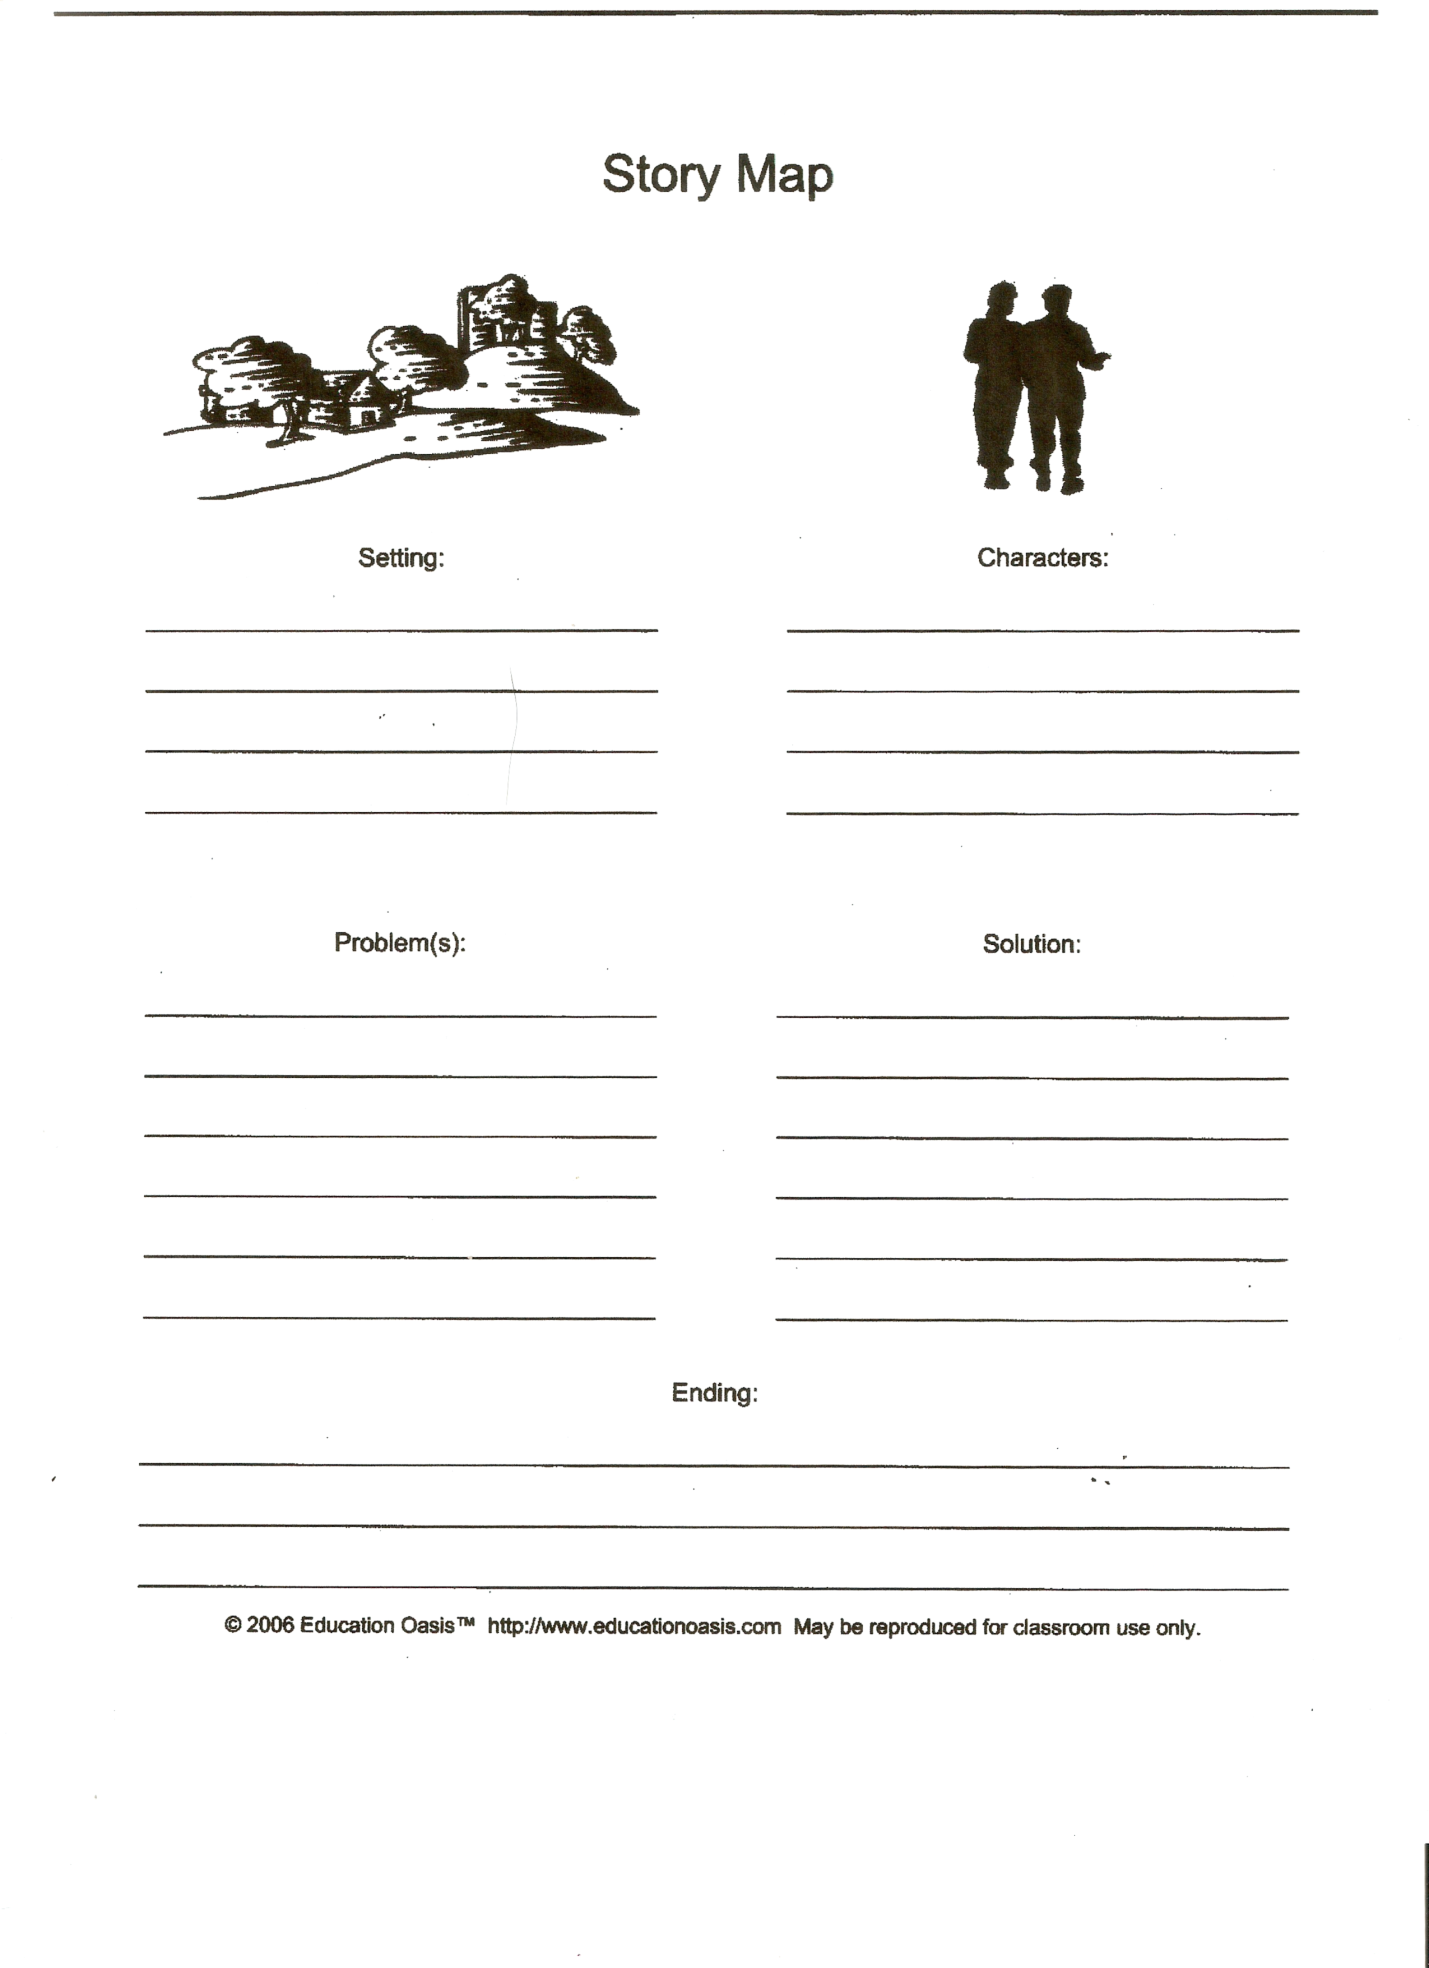 Story Map
Setting:
Characters:
Problem(s):
Solution:
Ending:
© 2006 Education Oasis™ http://www.educationoasis.com May be reproduced for classroom use only.